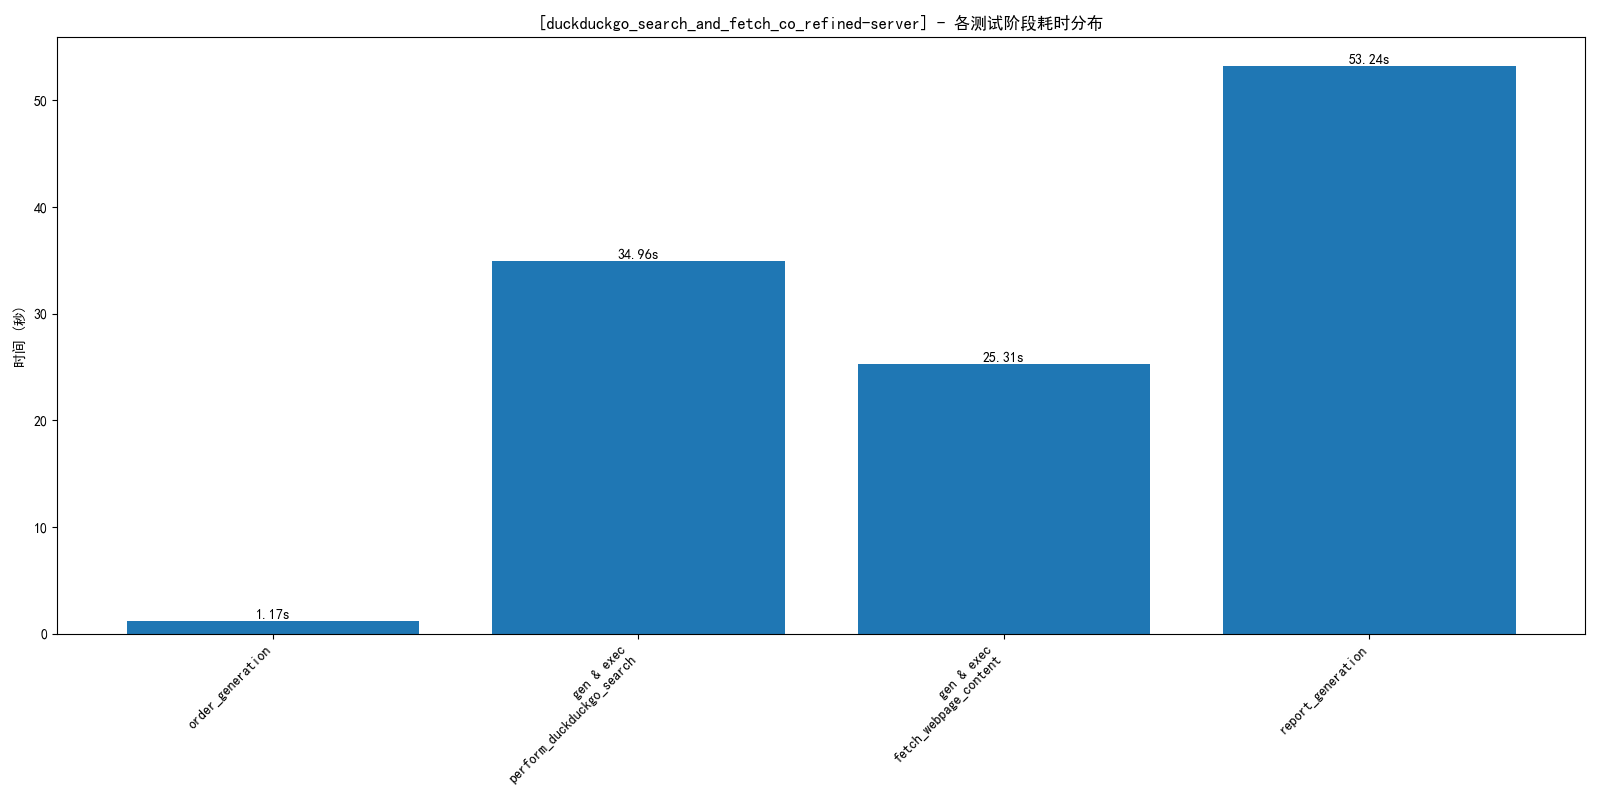 [duckduckgo_search_and_fetch_co_refined-server] - 各测试阶段耗时分布
时间 (秒)
50
40
30
20
10
0
1.17s
34.96s
25.31s
53.24s
order_generation
gen & exec
perform_duckduckgo_search
gen & exec
fetch_webpage_content
report_generation